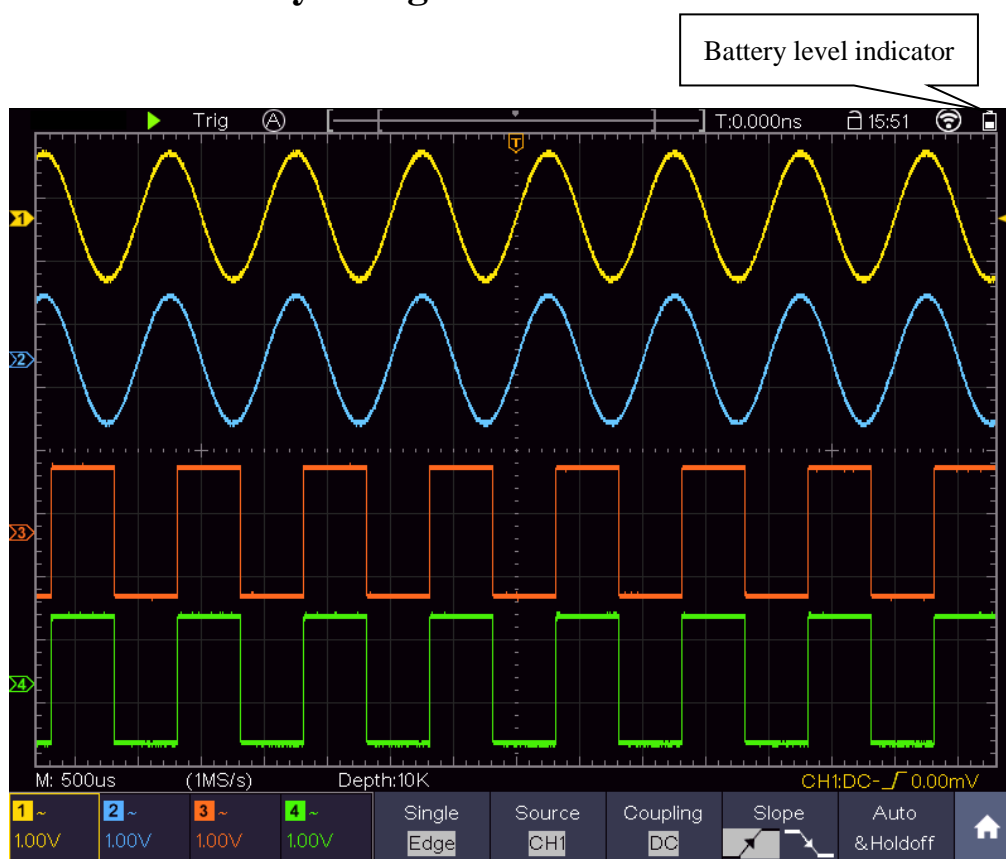 Battery level indicator
Trig A T:0.000ns 15:51
T
1
2
3
4
M: 500us (1MS/s) Depth:10K CH1:DC- 0.00mV
1 ~ 2 ~ 3 ~ 4 ~ Single Source Coupling Slope Auto
1.00V 1.00V 1.00V 1.00V Edge CH1 DC &Holdoff